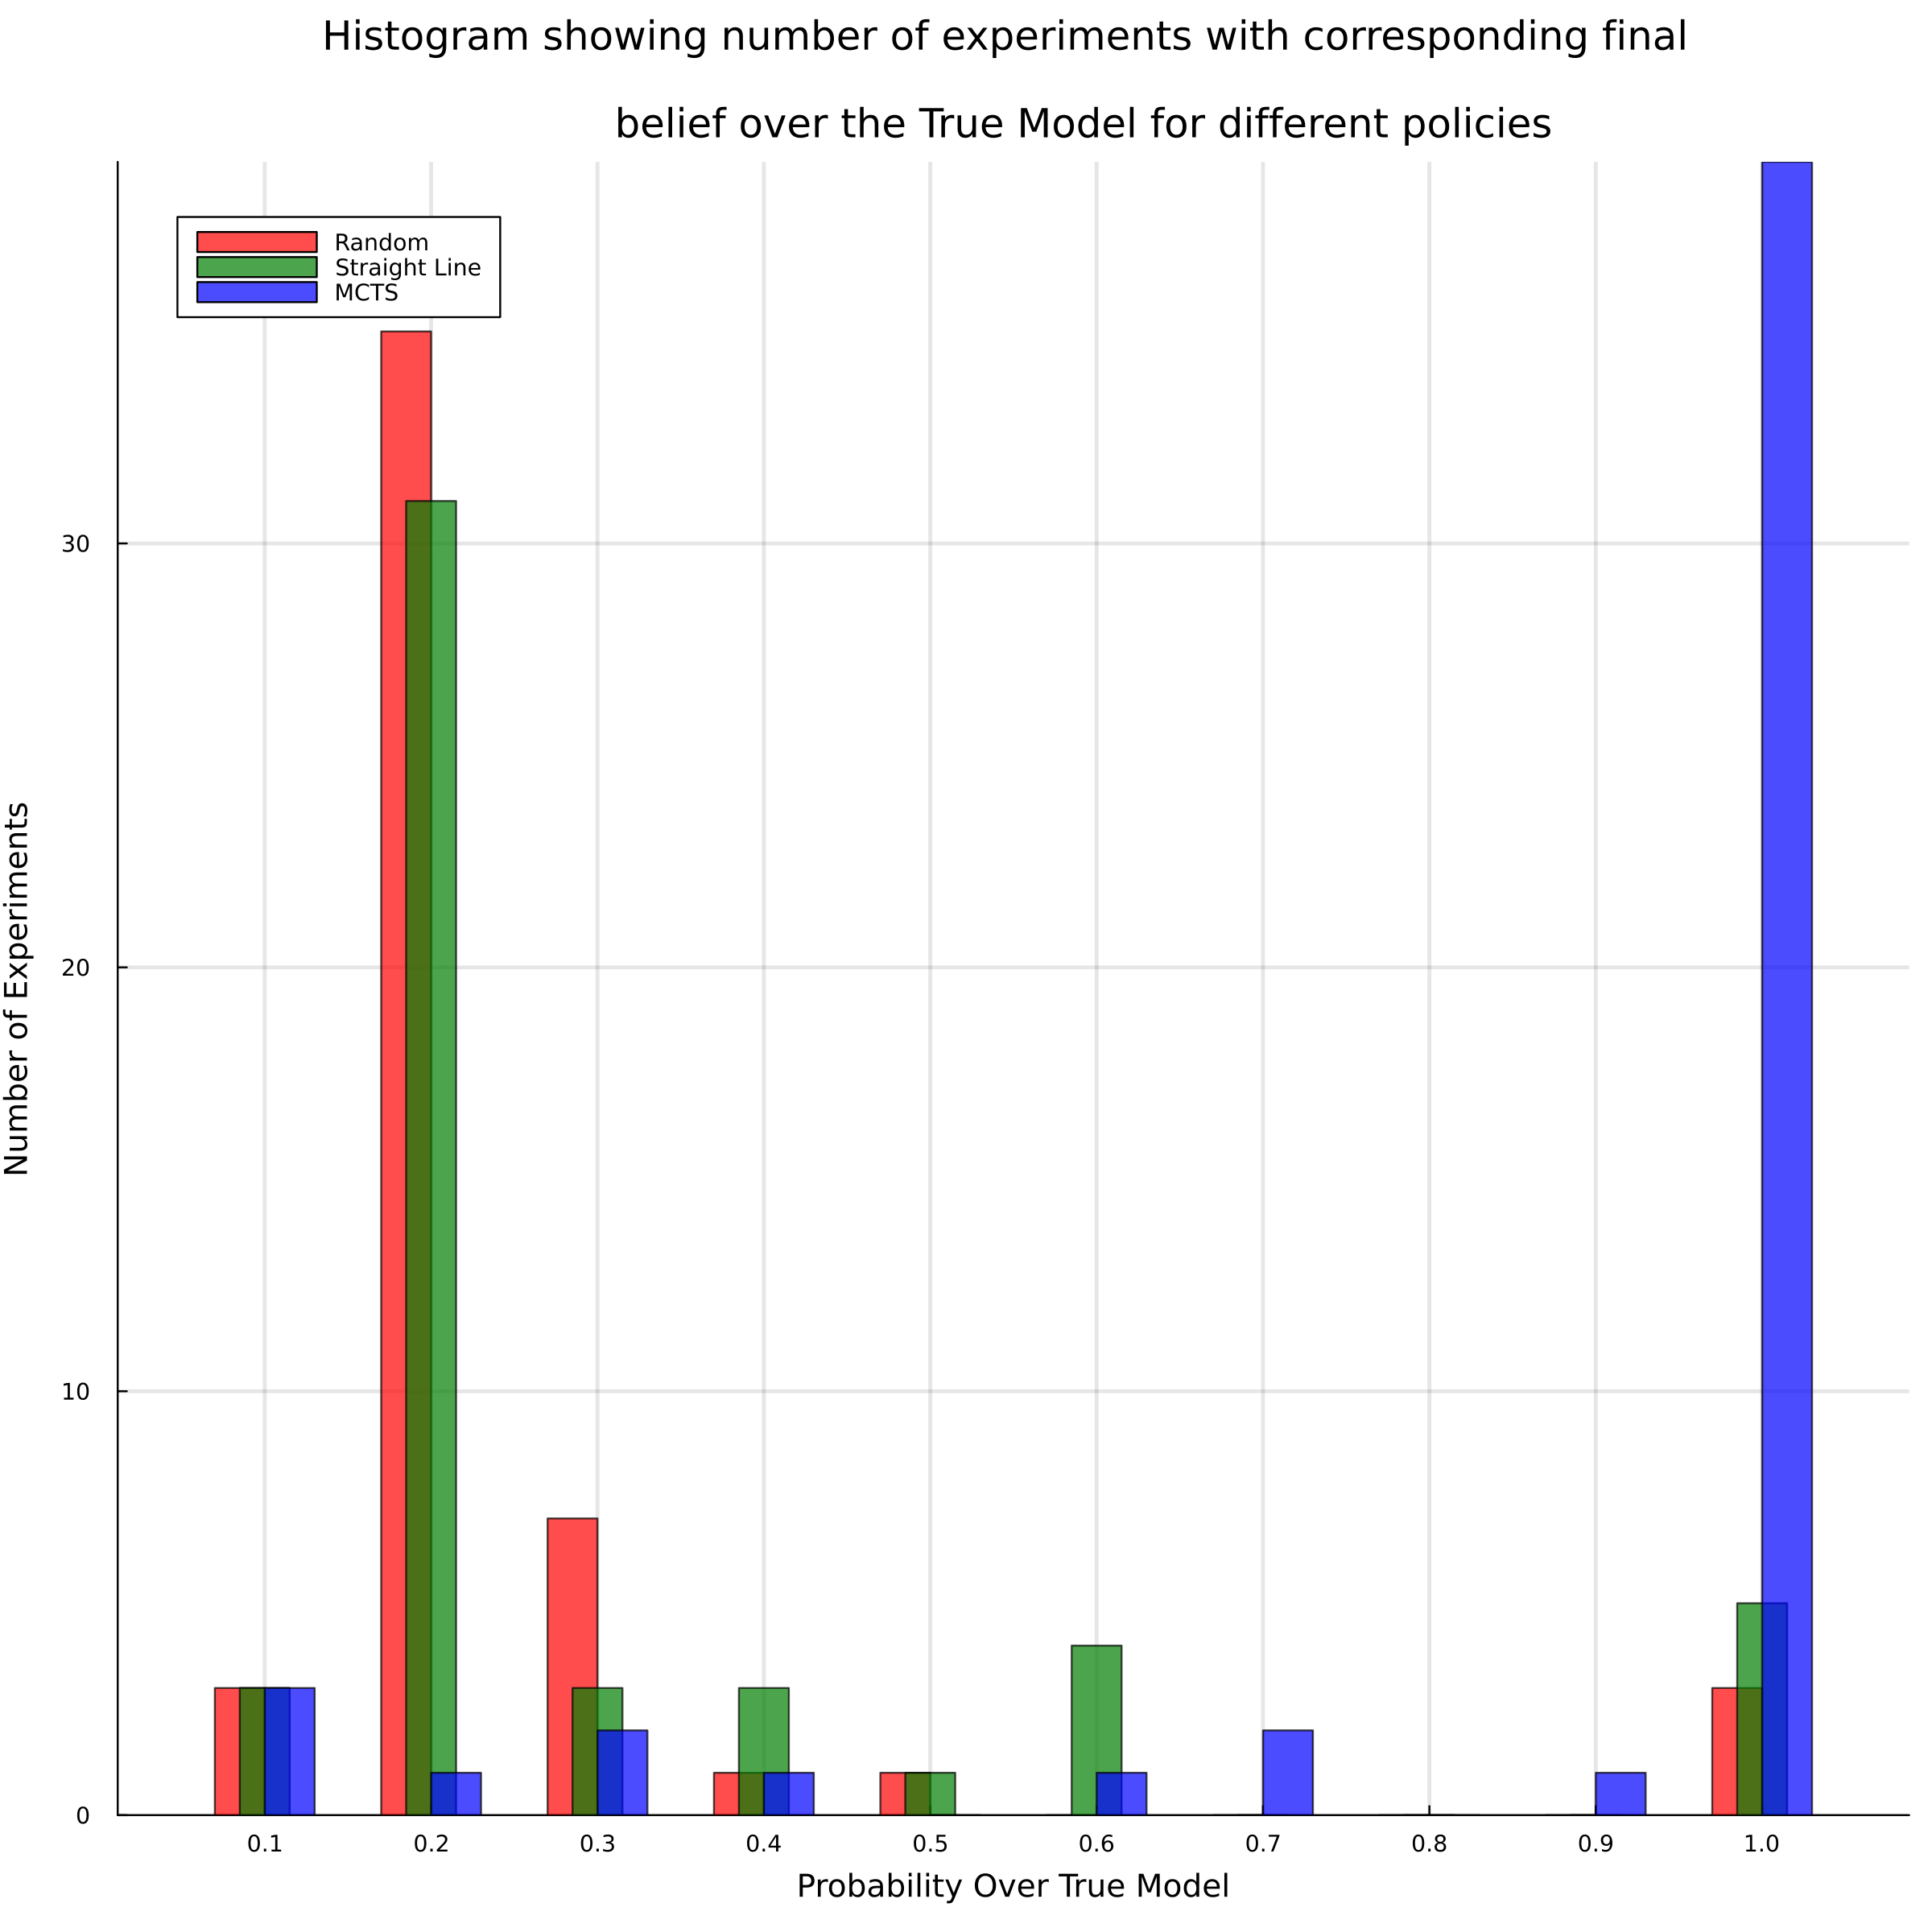 Histogram showing number of experiments with corresponding final
belief over the True Model for different policies
Random
Straight Line
MCTS
Number of Experiments
30
20
10
0
0.1 0.2 0.3 0.4 0.5 0.6 0.7 0.8 0.9 1.0
Probability Over True Model